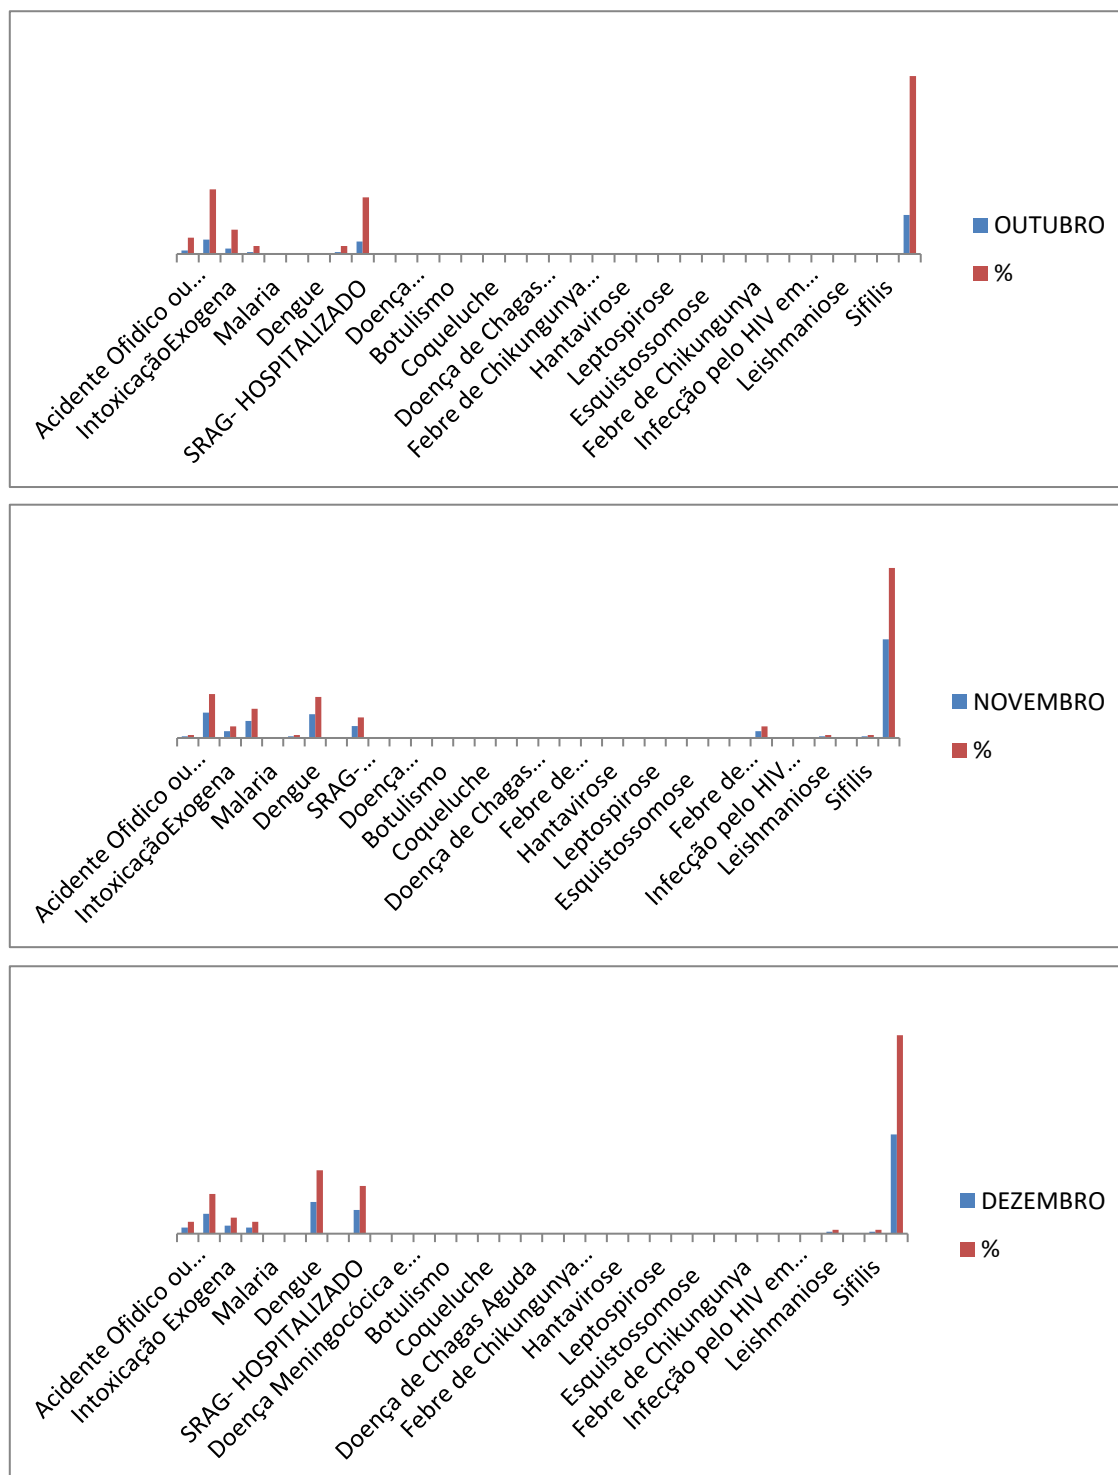 OUTUBRO
%
Acidente Ofidico ou...
IntoxicaçãoExogena
Malaria
Dengue
SRAG- HOSPITALIZADO
Doença...
Botulismo
Coqueluche
Doença de Chagas...
Febre de Chikungunya...
Hantavirose
Leptospirose
Esquistossomose
Febre de Chikungunya
Infecção pelo HIV em...
Leishmaniose
Sifilis
NOVEMBRO
%
Acidente Ofidico ou...
IntoxicaçãoExogena
Malaria
Dengue
SRAG-...
Doença...
Botulismo
Coqueluche
Doença de Chagas...
Febre de...
Hantavirose
Leptospirose
Esquistossomose
Febre de...
Infecção pelo HIV...
Leishmaniose
Sifilis
DEZEMBRO
%
Acidente Ofidico ou...
Intoxicação Exogena
Malaria
Dengue
SRAG- HOSPITALIZADO
Doença Meningocócica e...
Botulismo
Coqueluche
Doença de Chagas Aguda
Febre de Chikungunya...
Hantavirose
Leptospirose
Esquistossomose
Febre de Chikungunya
Infecção pelo HIV em...
Leishmaniose
Sifilis